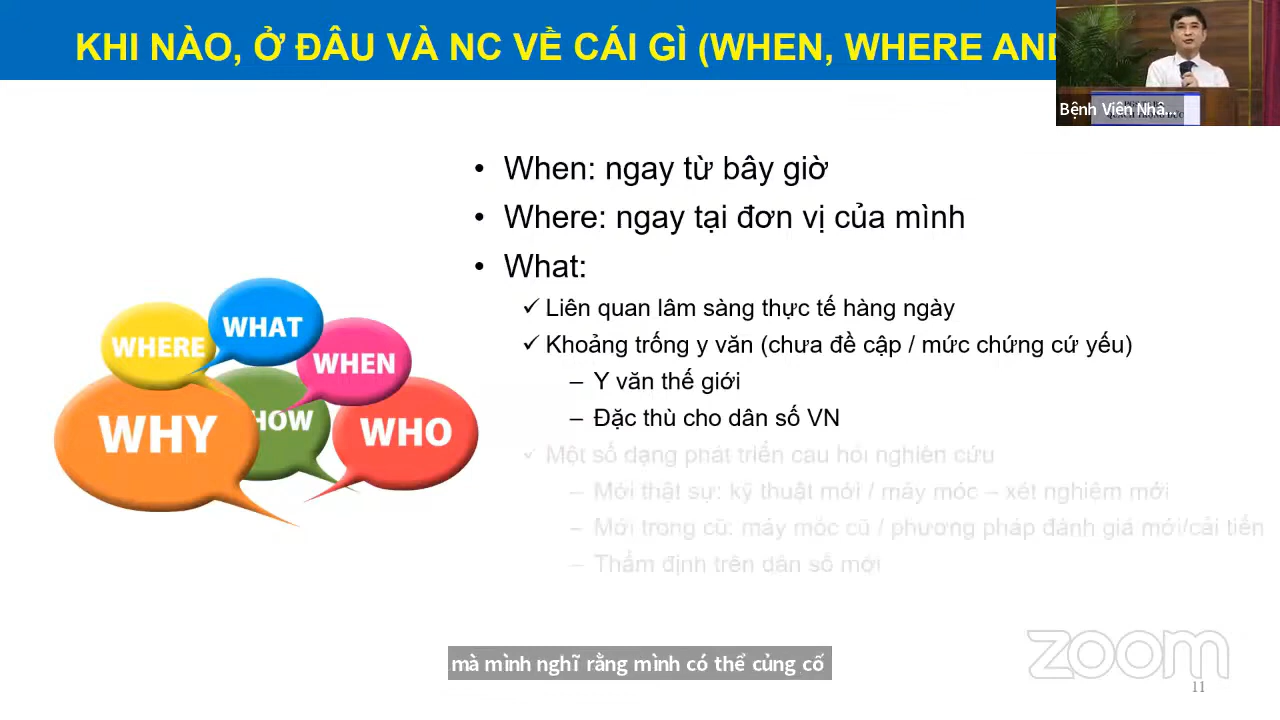 KHI NÀO, Ở ĐÂU VÀ NC VỀ CÁI GÌ (WHEN, WHERE AND
Bệnh Viện Nhâ...
• When: ngay từ bây giờ
• Where: ngay tại đơn vị của mình
• What:
✓ Liên quan lâm sàng thực tế hàng ngày
✓ Khoảng trống y văn (chưa đề cập / mức chứng cứ yếu)
– Y văn thế giới
– Đặc thù cho dân số VN
✓ Một số dạng phát triển câu hỏi nghiên cứu
– Mới thật sự: kỹ thuật mới / máy móc – xét nghiệm mới
– Mới trong cũ: máy móc cũ / phương pháp đánh giá mới/cải tiến
– Thẩm định trên dân số mới
WHERE
WHAT
WHEN
WHY
HOW
WHO
mà mình nghĩ rằng mình có thể củng cố
zoom
11